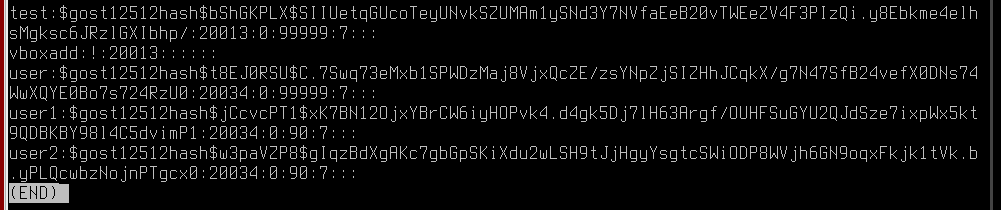 test:$gost12512hash$bShGKPLX$SIIUetqGUcoTeyUNvkSZUMAm1ySNd3Y7NVfaEeB20vTWEeZV4F3PIzQi.y8Ebkme4elh
sMgksc6JRzlGXIbhp/:20013:0:99999:7:::
vboxadd:!:20013::::::
user:$gost12512hash$t8EJ0RSU$C.7Swq73eMxb1SPWDzMaj8VjxQcZE/zsYNpZjSIZHhJCqkX/g7N47SfB24vefX0DNs74
WwXQYE0Bo7s724RzU0:20034:0:99999:7:::
user1:$gost12512hash$jCcvcPT1$xK7BN12OjxYBrCW6iyHOPvk4.d4gk5Dj7lH63Argf/OUHFSuGYU2QJdSze7ixpWx5kt
9QDBKBY98l4C5dvimP1:20034:0:90:7:::
user2:$gost12512hash$w3paVZP8$gIqzBdXgAKc7gbGpSKiXdu2wLSH9tJjHgyYsgtcSWiODP8WVjh6GN9oqxFkjk1tVk.b
.yPLQcwbzNojnPTgcx0:20034:0:90:7:::
(END)